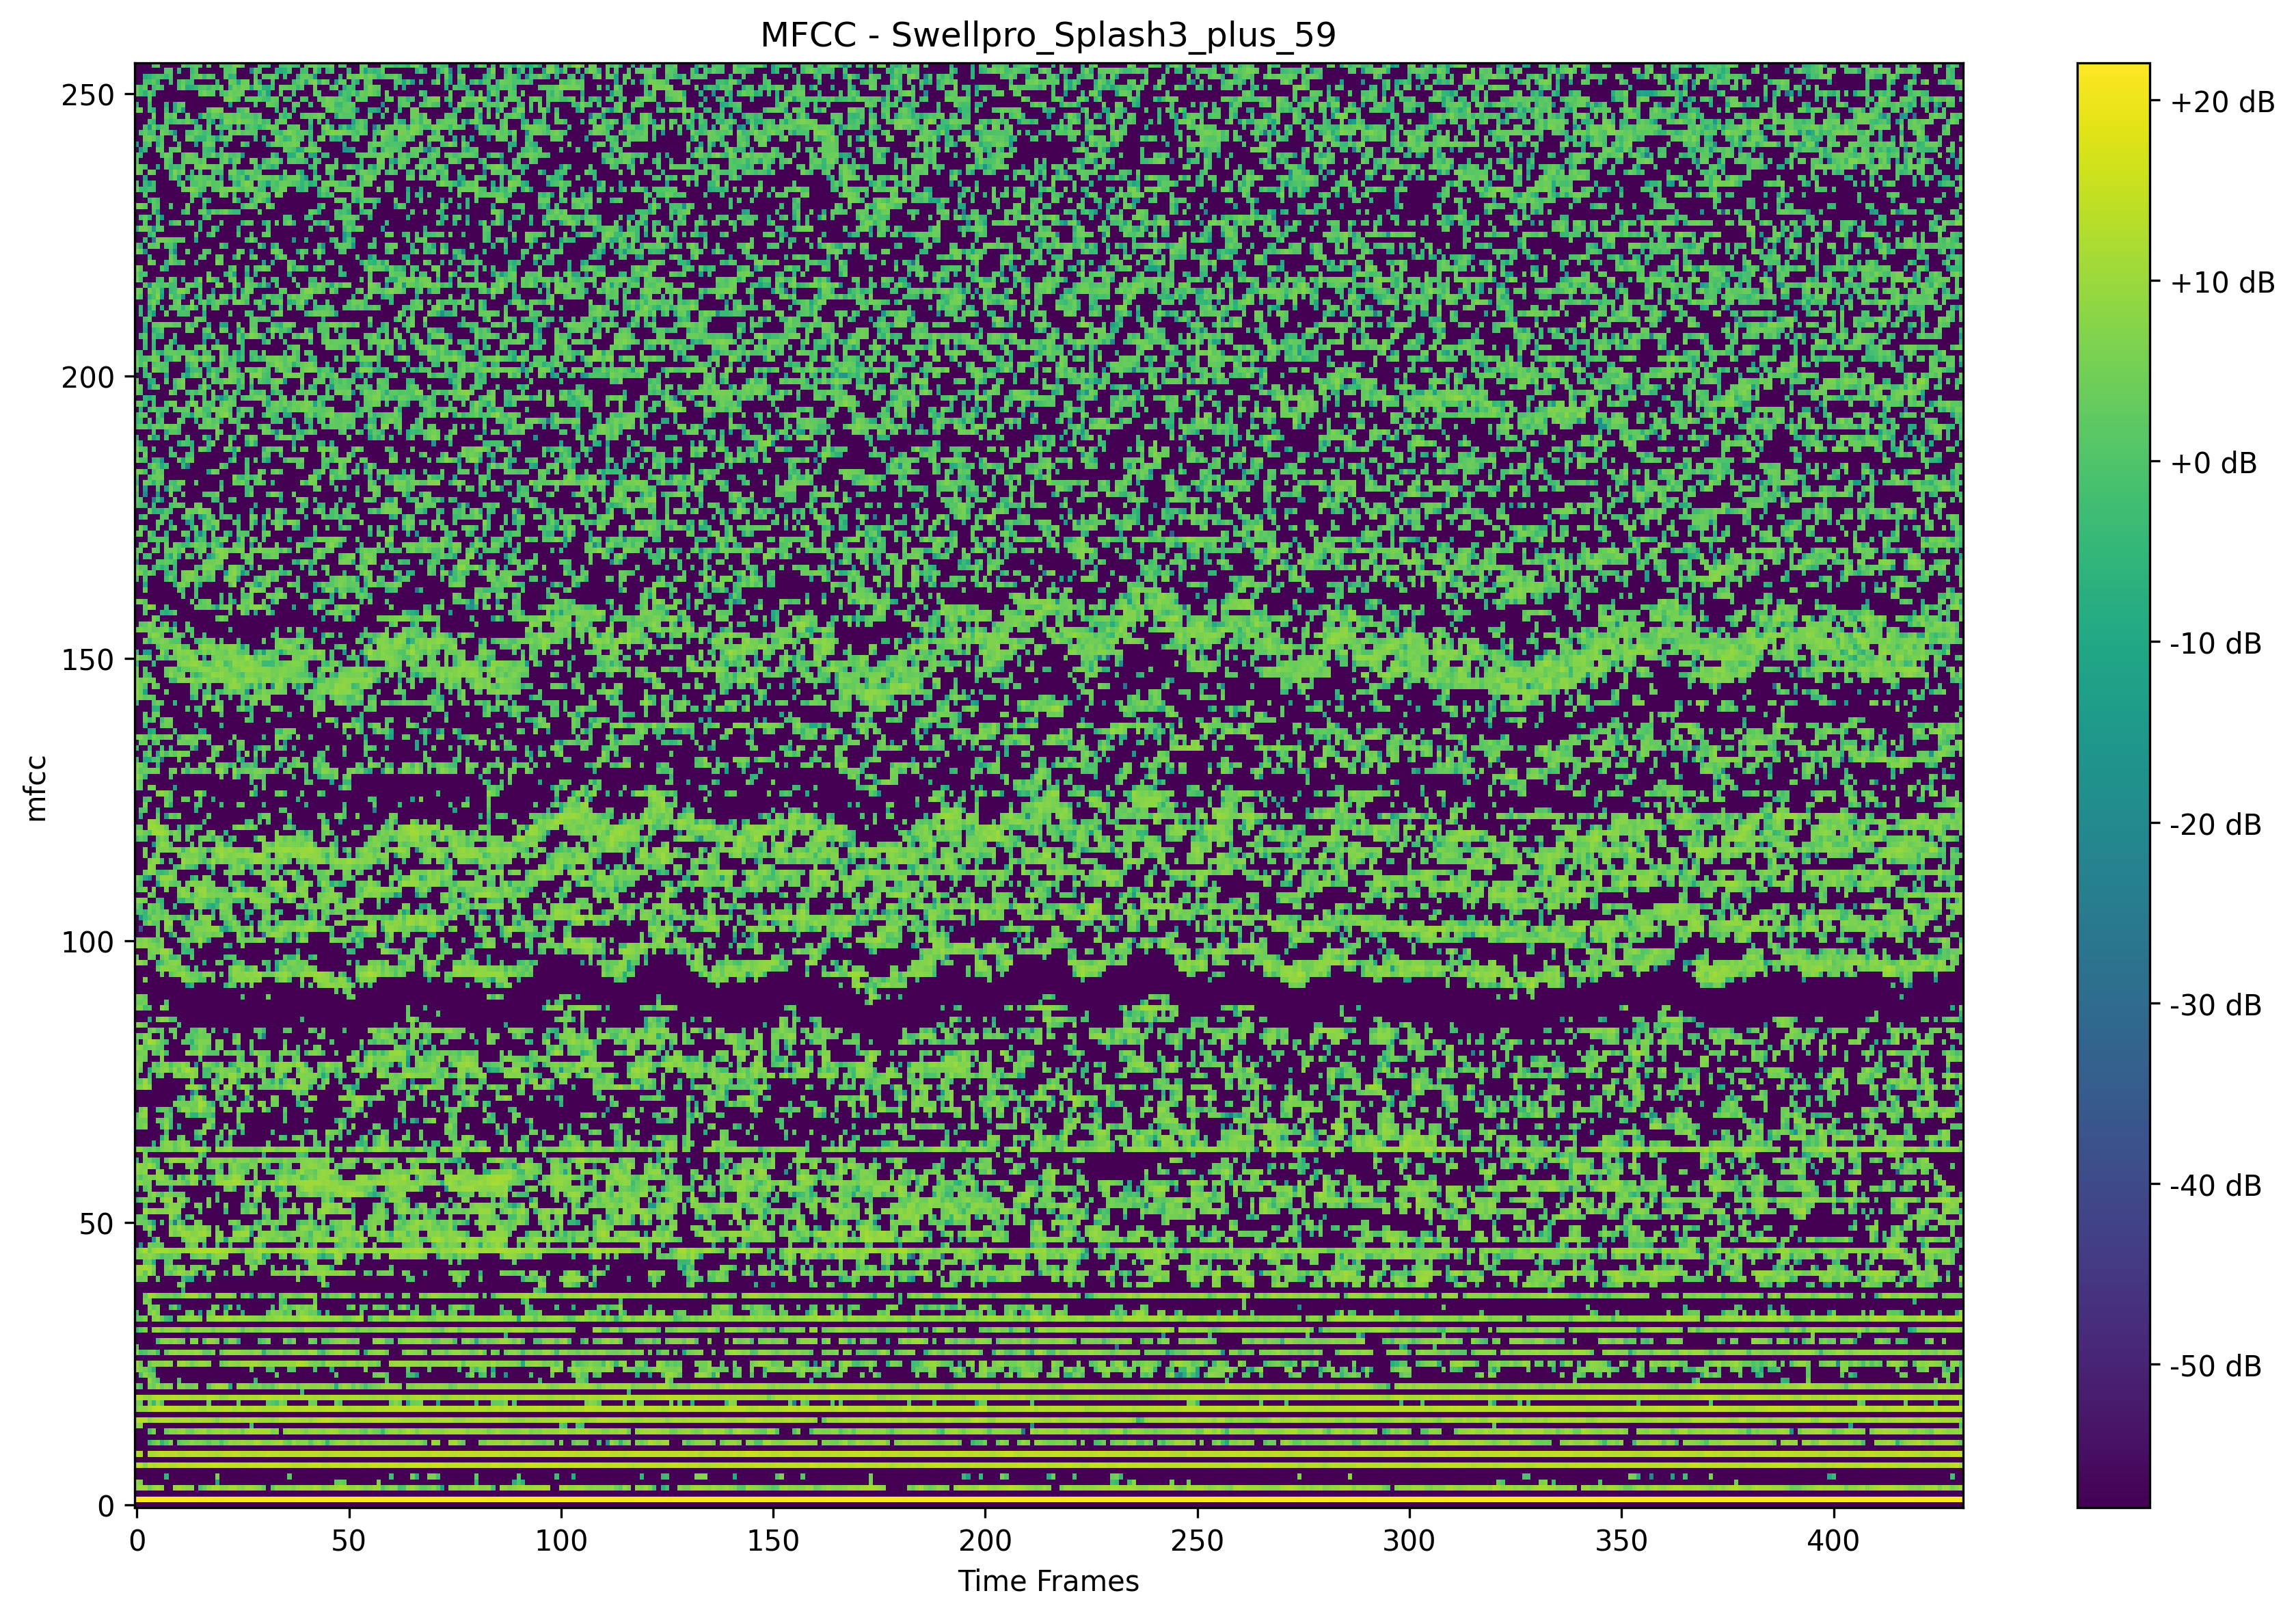 MFCC - Swellpro_Splash3_plus_59
250
200
150
100
50
0
mfcc
0 50 100 150 200 250 300 350 400
Time Frames
+20 dB
+10 dB
+0 dB
-10 dB
-20 dB
-30 dB
-40 dB
-50 dB